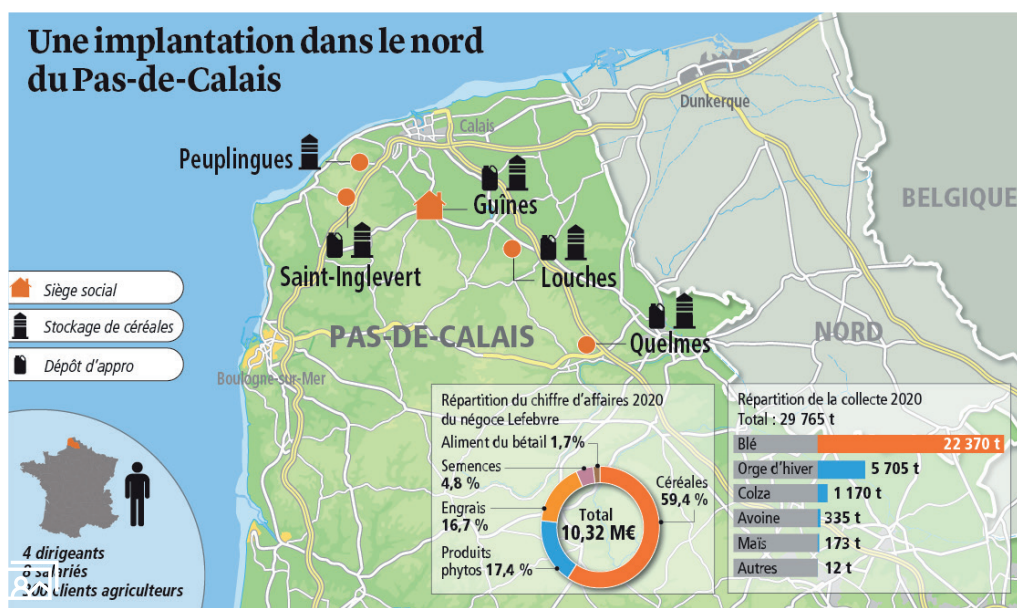 Une implantation dans le nord
du Pas-de-Calais
Dunkerque
Calais
Peuplingues
Guînes
BELGIQUE
Saint-Inglevert
Louches
Siège social
Stockage de céréales
Dépôt d'appro
PAS-DE-CALAIS
Quelmes
NORD
Boulogne-sur-Mer
Répartition du chiffre d'affaires 2020
du négoce Lefebvre
Aliment du bétail 1,7%
Semences
4,8 %
Engrais
16,7 %
Produits
phytos 17,4 %
Céréales
59,4 %
Total
10,32 M€
Répartition de la collecte 2020
Total : 29 765 t
Blé 22 370 t
Orge d'hiver 5 705 t
Colza 1 170 t
Avoine 335 t
Maïs 173 t
Autres 12 t
4 dirigeants
8 salariés
clients agriculteurs